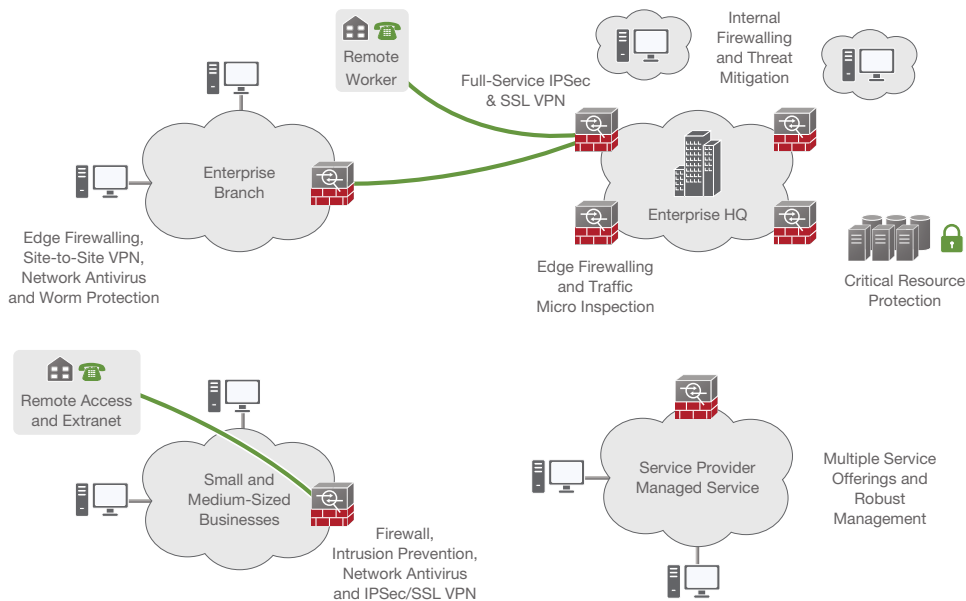 Remote
Worker
Full-Service IPSec
& SSL VPN
Internal
Firewalling
and Threat
Mitigation
Enterprise
Branch
Enterprise HQ
Edge Firewalling,
Site-to-Site VPN,
Network Antivirus
and Worm Protection
Edge Firewalling
and Traffic
Micro Inspection
Critical Resource
Protection
Remote Access
and Extranet
Small and
Medium-Sized
Businesses
Firewall,
Intrusion Prevention,
Network Antivirus
and IPSec/SSL VPN
Service Provider
Managed Service
Multiple Service
Offerings and
Robust
Management